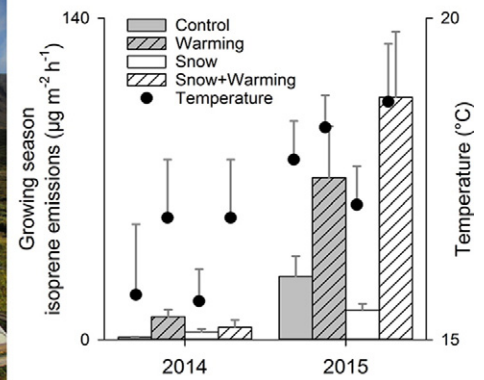 140
20
Control
Warming
Snow
Snow+Warming
Temperature
Growing season
isoprene emissions (µg m⁻² h⁻¹)
Temperature (°C)
0
15
2014
2015